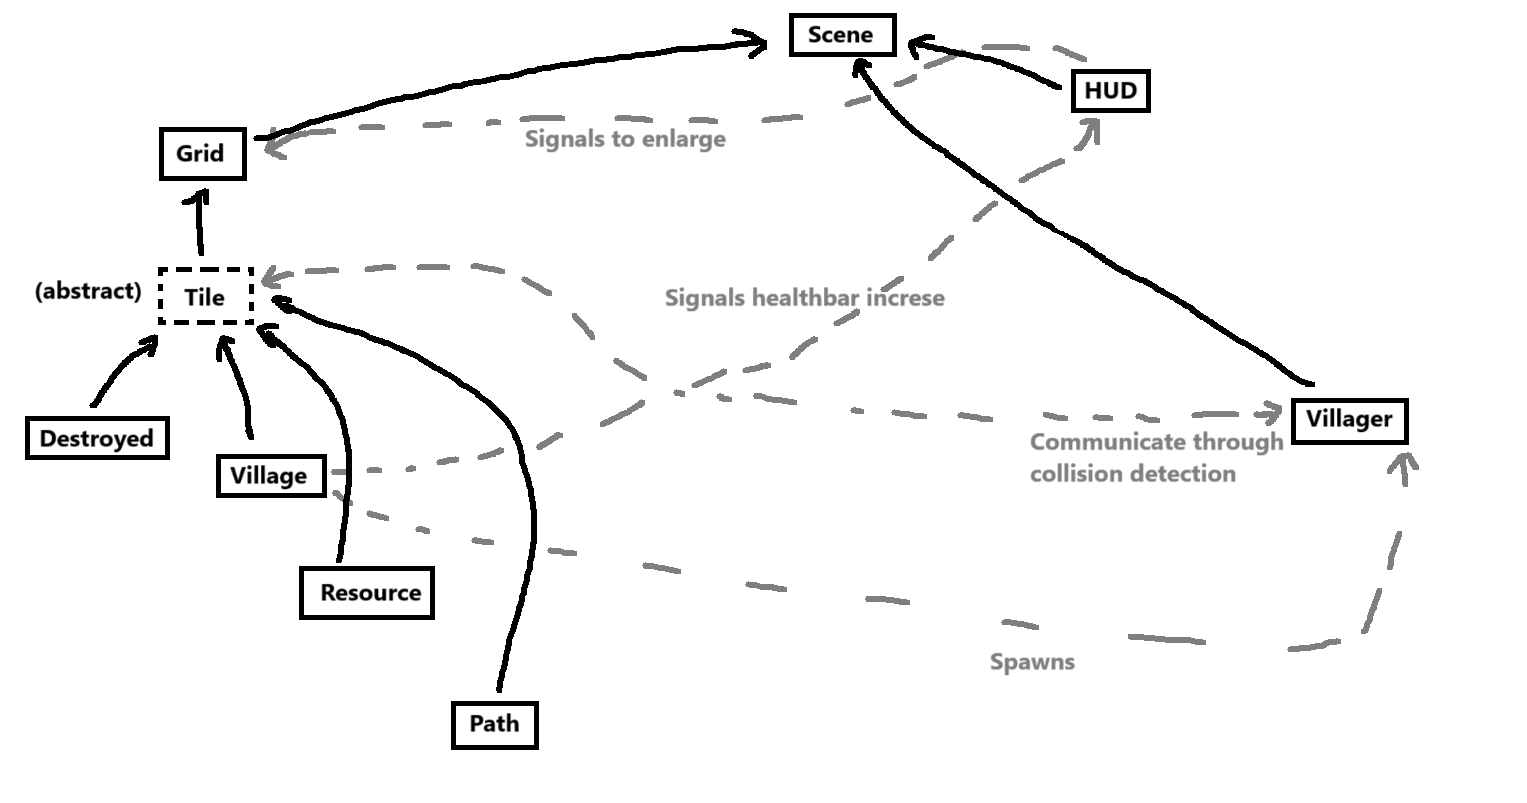 Scene
HUD
Signals to enlarge
Grid
(abstract)
Tile
Signals healthbar increse
Destroyed
Villager
Communicate through
collision detection
Village
Resource
Spawns
Path